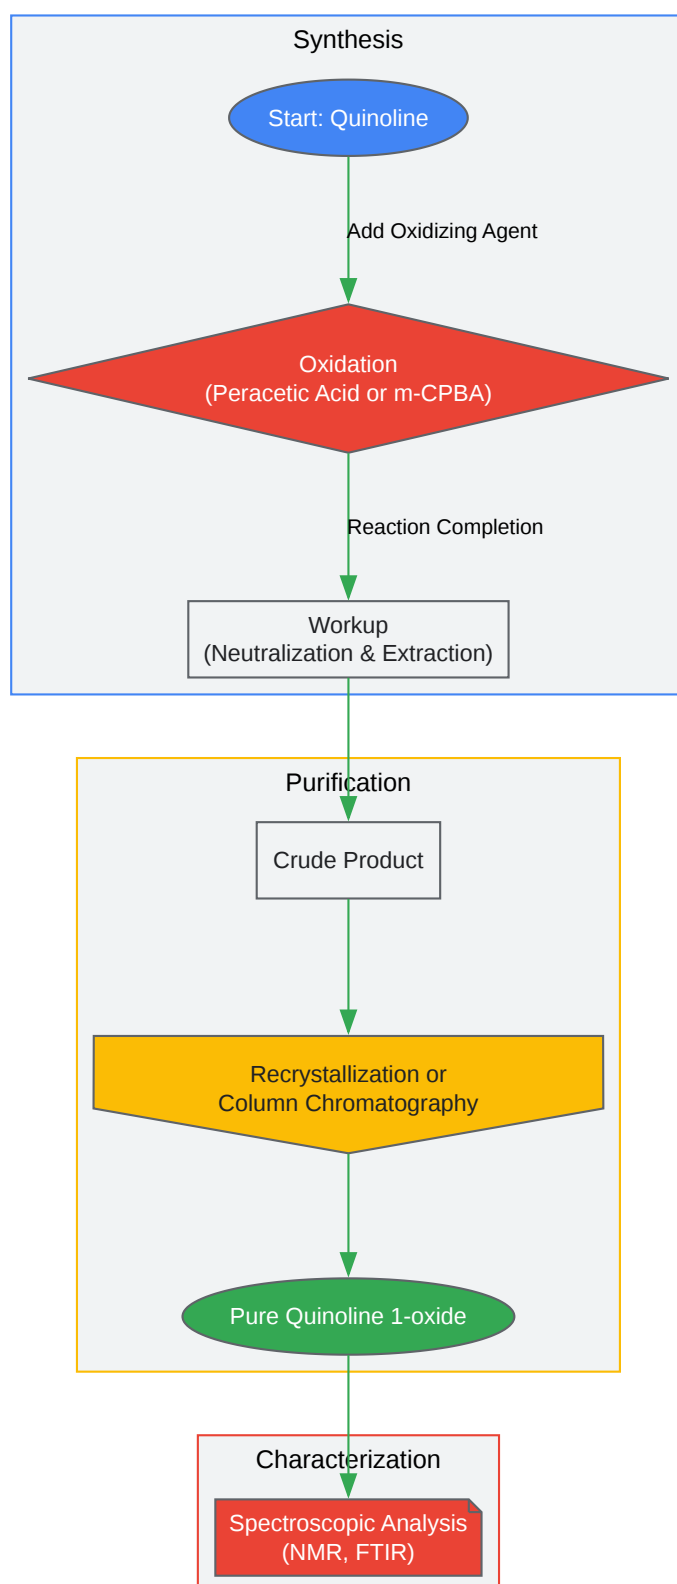 Synthesis
Start: Quinoline
Add Oxidizing Agent
Oxidation
(Peracetic Acid or m-CPBA)
Reaction Completion
Workup
(Neutralization & Extraction)
Purification
Crude Product
Recrystallization or
Column Chromatography
Pure Quinoline 1-oxide
Characterization
Spectroscopic Analysis
(NMR, FTIR)